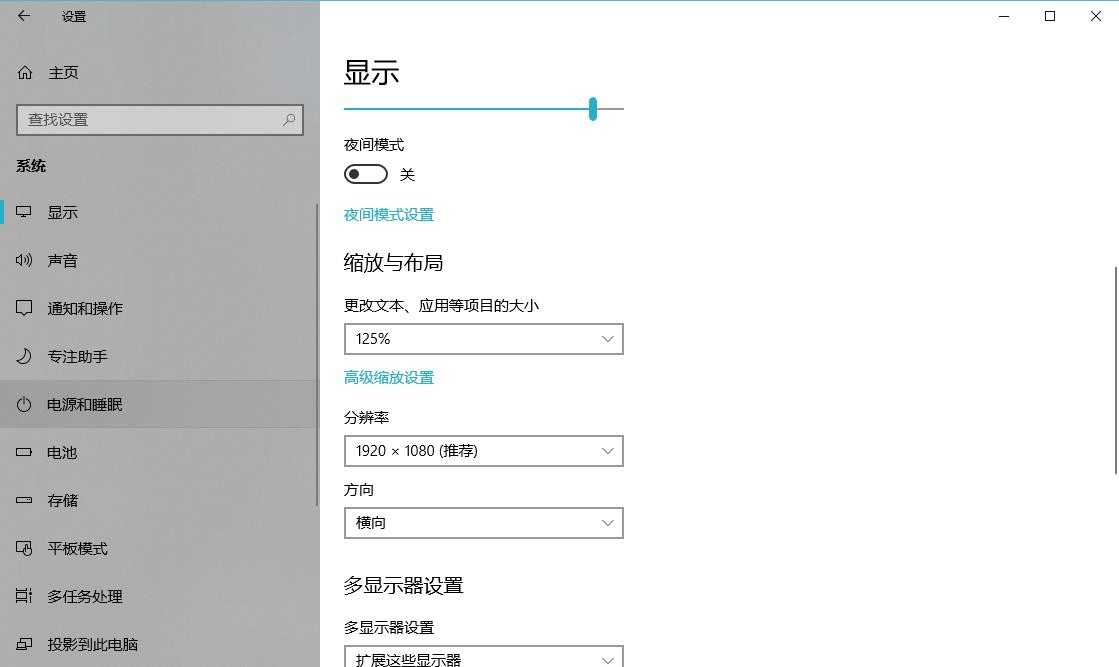 设置
主页
查找设置
系统
显示
声音
通知和操作
专注助手
电源和睡眠
电池
存储
平板模式
多任务处理
投影到此电脑
显示
夜间模式
关
夜间模式设置
缩放与布局
更改文本、应用等项目的大小
125%
高级缩放设置
分辨率
1920 × 1080 (推荐)
方向
横向
多显示器设置
多显示器设置
扩展这些显示器